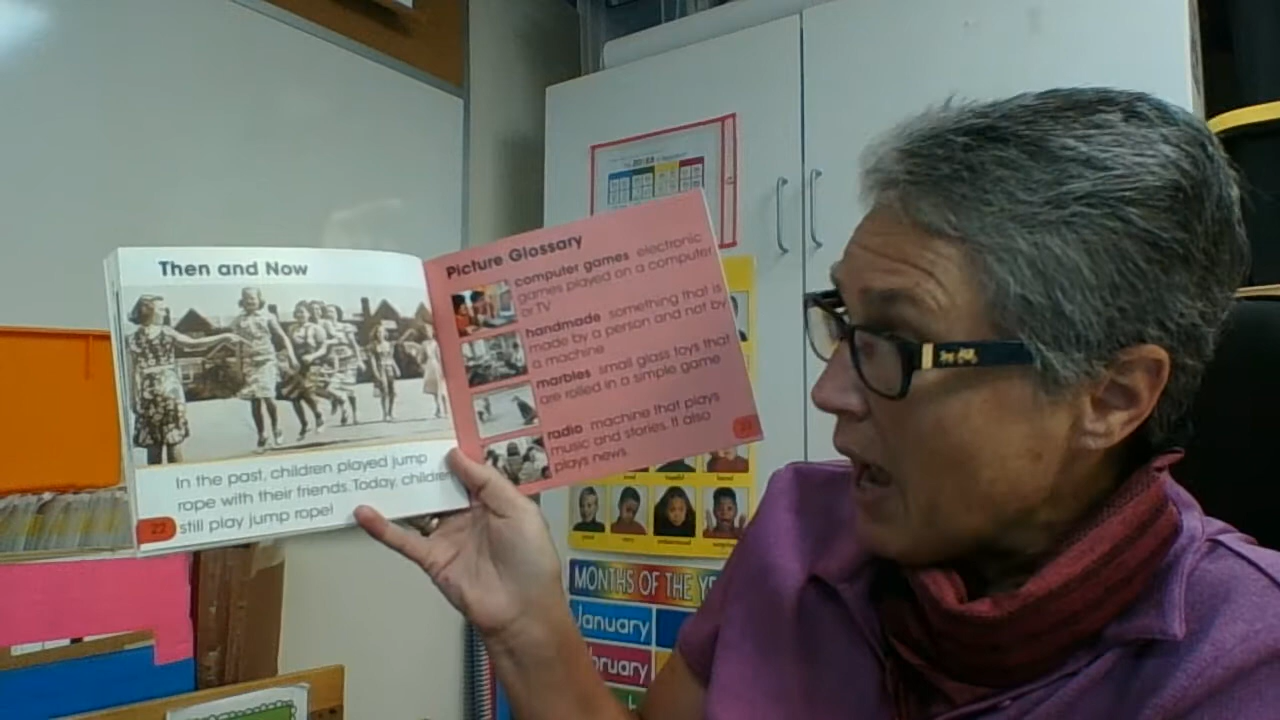 Then and Now
In the past, children played jump
rope with their friends. Today, children
still play jump rope!
22
Picture Glossary
computer games electronic
games played on a computer
or TV
handmade something that is
made by a person and not by
a machine
marbles small glass toys that
are rolled in a simple game
radio machine that plays
music and stories. It also
plays news.
23
MONTHS OF THE YE
January
bruary